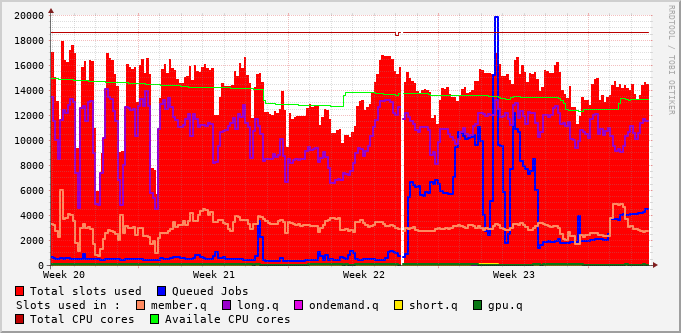 20000
18000
16000
14000
12000
10000
8000
6000
4000
2000
0
Week 20 Week 21 Week 22 Week 23
RRDTOOL / TOBI OETIKER
Total slots used Queued Jobs
Slots used in : member.q long.q ondemand.q short.q gpu.q
Total CPU cores Availale CPU cores